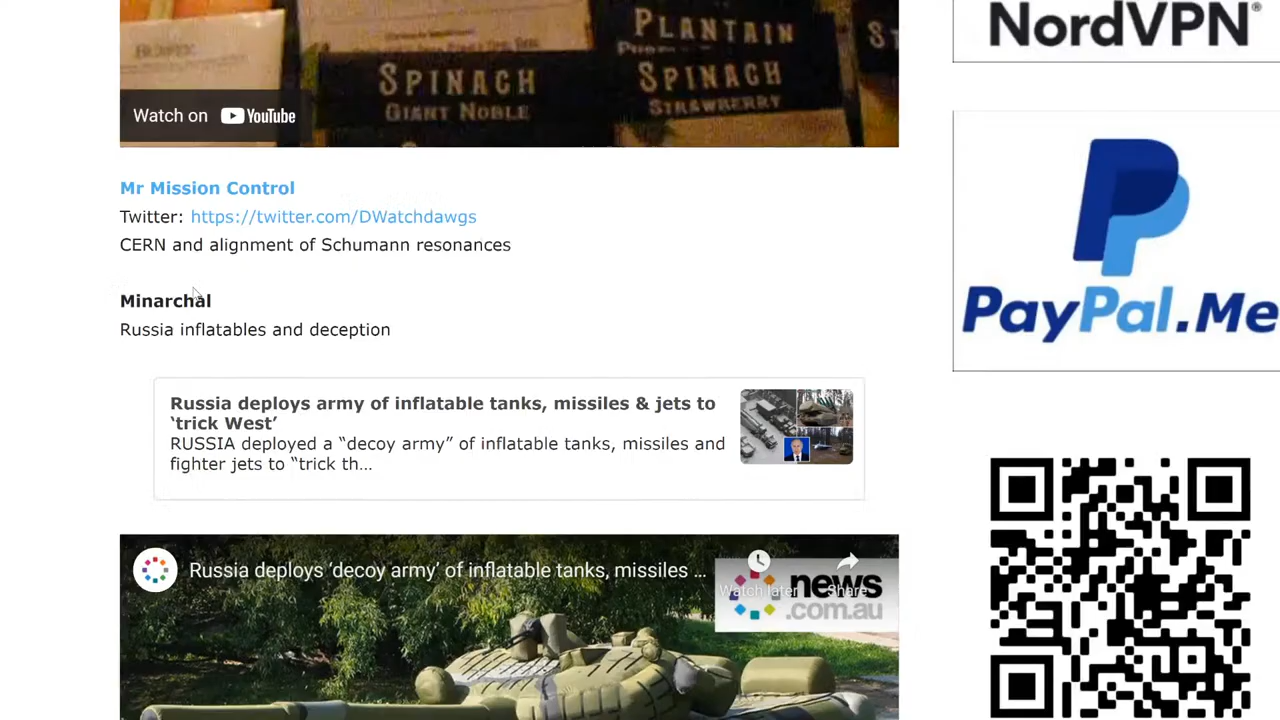 PLANTAIN
SPINACH
GIANT NOBLE
SPINACH
STRAWBERRY
Watch on YouTube
Mr Mission Control
Twitter: https://twitter.com/DWatchdawgs
CERN and alignment of Schumann resonances
Minarchal
Russia inflatables and deception
Russia deploys army of inflatable tanks, missiles & jets to
‘trick West’
RUSSIA deployed a “decoy army” of inflatable tanks, missiles and
fighter jets to “trick th...
Russia deploys ‘decoy army’ of inflatable tanks, missiles ...
Watch later
Share
news
.com.au
NordVPN®
PayPal.Me